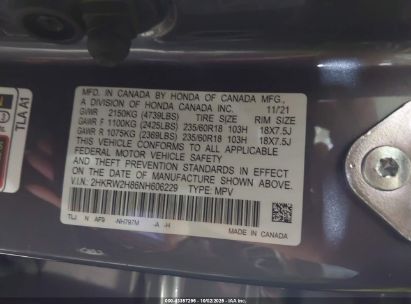 TLA A1
MFD. IN CANADA BY HONDA OF CANADA MFG.,
A DIVISION OF HONDA CANADA INC. 11/21
GVWR 2150KG (4739LBS) TIRE SIZE RIM SIZE
GAWR F 1100KG (2425LBS) 235/60R18 103H 18X7.5J
GAWR R 1075KG (2369LBS) 235/60R18 103H 18X7.5J
THIS VEHICLE CONFORMS TO ALL APPLICABLE
FEDERAL MOTOR VEHICLE SAFETY
AND THEFT PREVENTION STANDARDS IN EFFECT
ON THE DATE OF MANUFACTURE SHOWN ABOVE.
V.I.N.: 2HKRW2H86NH606229 TYPE: MPV
TLJ N AF9 -NH797M -A -H MADE IN CANADA